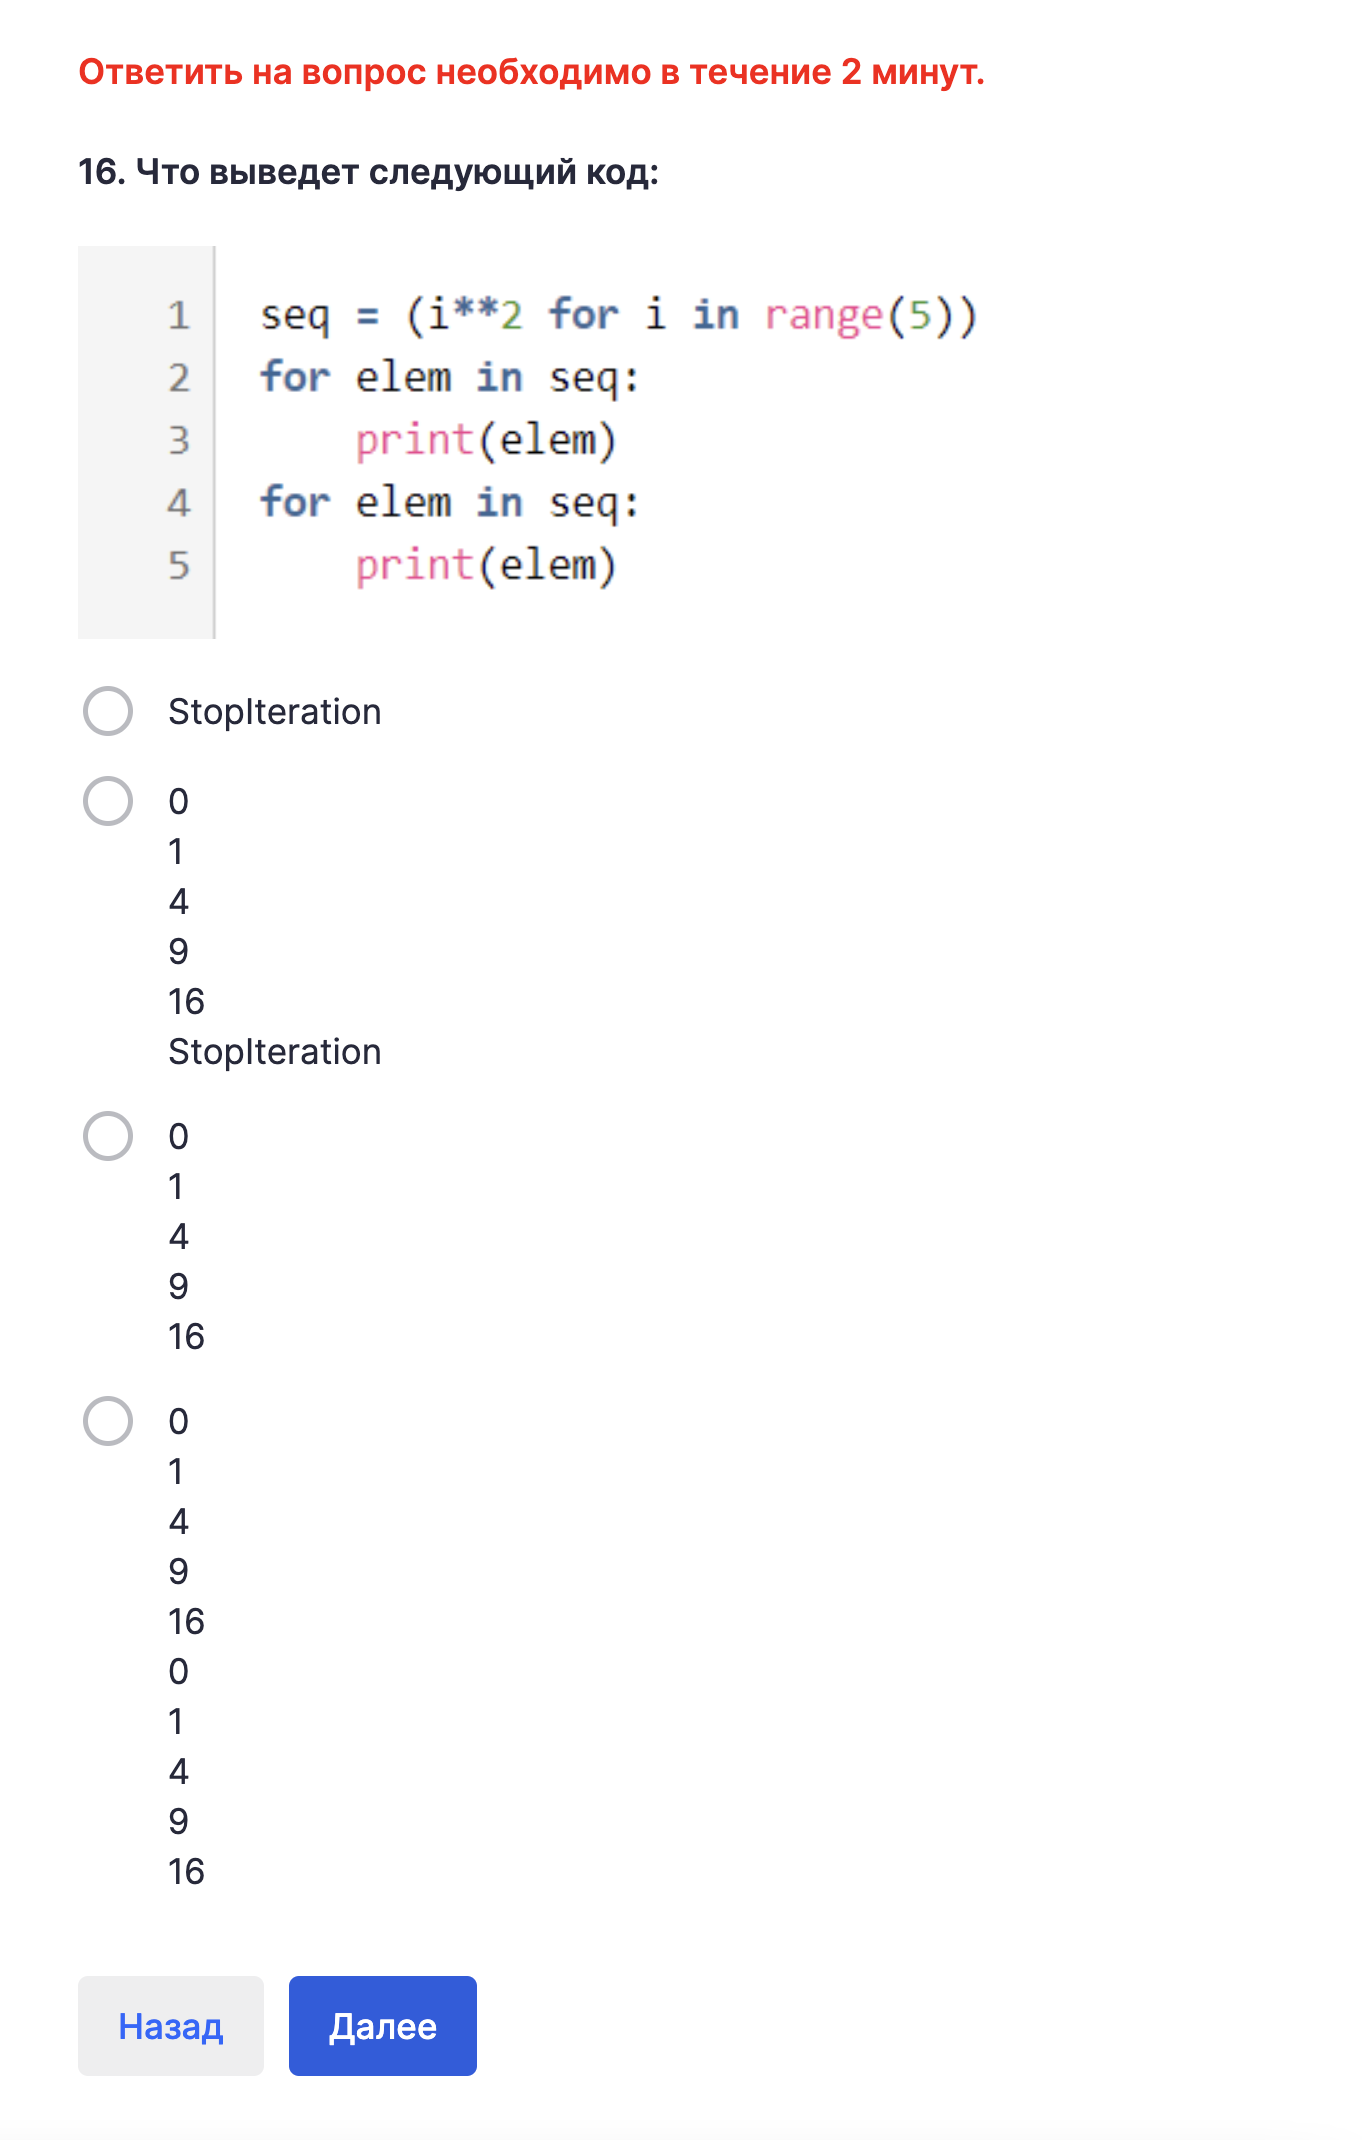 Ответить на вопрос необходимо в течение 2 минут.
16. Что выведет следующий код:
1 seq = (i**2 for i in range(5))
2 for elem in seq:
3     print(elem)
4 for elem in seq:
5     print(elem)
StopIteration
0
1
4
9
16
StopIteration
0
1
4
9
16
0
1
4
9
16
0
1
4
9
16
Назад Далее